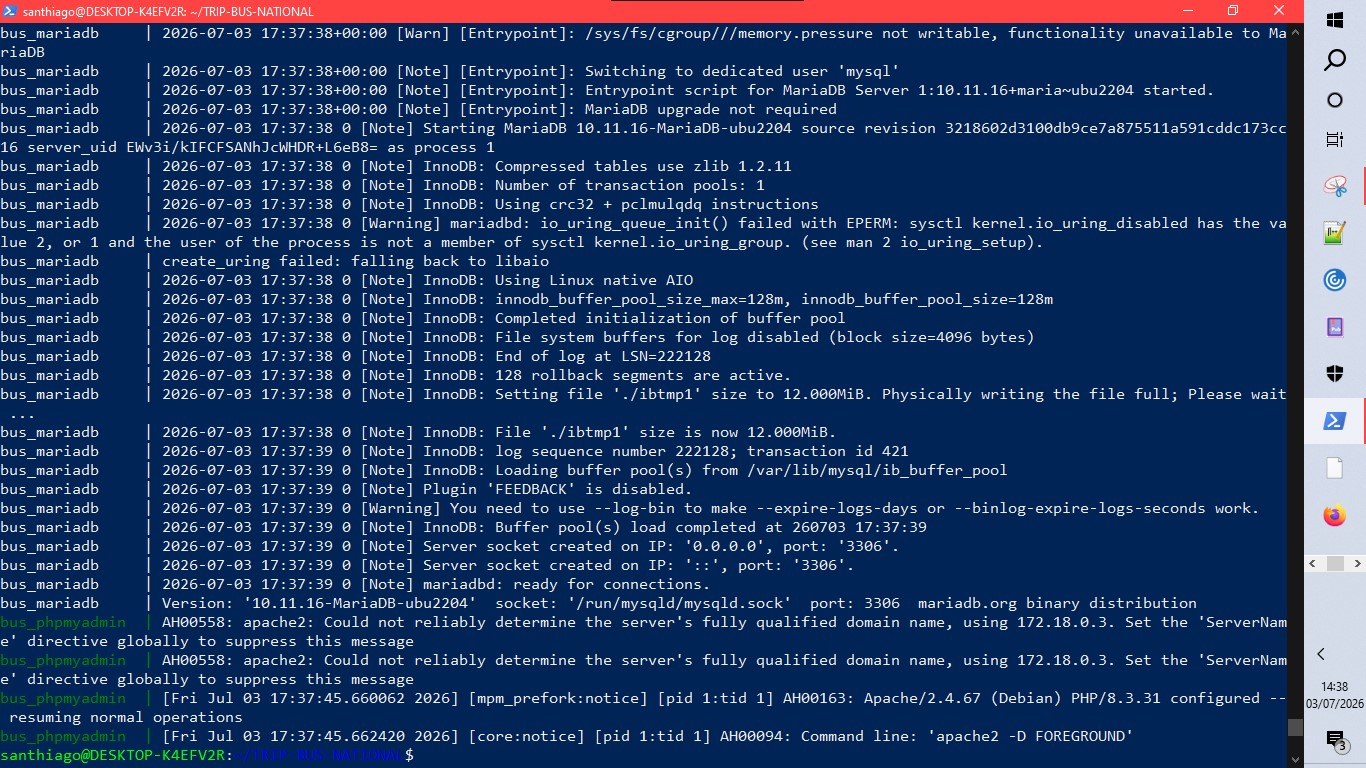 santhiago@DESKTOP-K4EFV2R: ~/TRIP-BUS-NATIONAL
bus_mariadb | 2026-07-03 17:37:38+00:00 [Warn] [Entrypoint]: /sys/fs/cgroup///memory.pressure not writable, functionality unavailable to Ma
riaDB
bus_mariadb | 2026-07-03 17:37:38+00:00 [Note] [Entrypoint]: Switching to dedicated user 'mysql'
bus_mariadb | 2026-07-03 17:37:38+00:00 [Note] [Entrypoint]: Entrypoint script for MariaDB Server 1:10.11.16+maria~ubu2204 started.
bus_mariadb | 2026-07-03 17:37:38+00:00 [Note] [Entrypoint]: MariaDB upgrade not required
bus_mariadb | 2026-07-03 17:37:38 0 [Note] Starting MariaDB 10.11.16-MariaDB-ubu2204 source revision 3218602d3100db9ce7a875511a591cddc173cc
16 server_uid EWv3i/kIFCFSANhJcWHDR+L6eB8= as process 1
bus_mariadb | 2026-07-03 17:37:38 0 [Note] InnoDB: Compressed tables use zlib 1.2.11
bus_mariadb | 2026-07-03 17:37:38 0 [Note] InnoDB: Number of transaction pools: 1
bus_mariadb | 2026-07-03 17:37:38 0 [Note] InnoDB: Using crc32 + pclmulqdq instructions
bus_mariadb | 2026-07-03 17:37:38 0 [Warning] mariadbd: io_uring_queue_init() failed with EPERM: sysctl kernel.io_uring_disabled has the va
lue 2, or 1 and the user of the process is not a member of sysctl kernel.io_uring_group. (see man 2 io_uring_setup).
bus_mariadb | create_uring failed: falling back to libaio
bus_mariadb | 2026-07-03 17:37:38 0 [Note] InnoDB: Using Linux native AIO
bus_mariadb | 2026-07-03 17:37:38 0 [Note] InnoDB: innodb_buffer_pool_size_max=128m, innodb_buffer_pool_size=128m
bus_mariadb | 2026-07-03 17:37:38 0 [Note] InnoDB: Completed initialization of buffer pool
bus_mariadb | 2026-07-03 17:37:38 0 [Note] InnoDB: File system buffers for log disabled (block size=4096 bytes)
bus_mariadb | 2026-07-03 17:37:38 0 [Note] InnoDB: End of log at LSN=222128
bus_mariadb | 2026-07-03 17:37:38 0 [Note] InnoDB: 128 rollback segments are active.
bus_mariadb | 2026-07-03 17:37:38 0 [Note] InnoDB: Setting file './ibtmp1' size to 12.000MiB. Physically writing the file full; Please wait
...
bus_mariadb | 2026-07-03 17:37:38 0 [Note] InnoDB: File './ibtmp1' size is now 12.000MiB.
bus_mariadb | 2026-07-03 17:37:39 0 [Note] InnoDB: log sequence number 222128; transaction id 421
bus_mariadb | 2026-07-03 17:37:39 0 [Note] InnoDB: Loading buffer pool(s) from /var/lib/mysql/ib_buffer_pool
bus_mariadb | 2026-07-03 17:37:39 0 [Note] Plugin 'FEEDBACK' is disabled.
bus_mariadb | 2026-07-03 17:37:39 0 [Warning] You need to use --log-bin to make --expire-logs-days or --binlog-expire-logs-seconds work.
bus_mariadb | 2026-07-03 17:37:39 0 [Note] InnoDB: Buffer pool(s) load completed at 260703 17:37:39
bus_mariadb | 2026-07-03 17:37:39 0 [Note] Server socket created on IP: '0.0.0.0', port: '3306'.
bus_mariadb | 2026-07-03 17:37:39 0 [Note] Server socket created on IP: '::', port: '3306'.
bus_mariadb | 2026-07-03 17:37:39 0 [Note] mariadbd: ready for connections.
bus_mariadb | Version: '10.11.16-MariaDB-ubu2204' socket: '/run/mysqld/mysqld.sock' port: 3306 mariadb.org binary distribution
bus_phpmyadmin | AH00558: apache2: Could not reliably determine the server's fully qualified domain name, using 172.18.0.3. Set the 'ServerNam
e' directive globally to suppress this message
bus_phpmyadmin | AH00558: apache2: Could not reliably determine the server's fully qualified domain name, using 172.18.0.3. Set the 'ServerNam
e' directive globally to suppress this message
bus_phpmyadmin | [Fri Jul 03 17:37:45.660062 2026] [mpm_prefork:notice] [pid 1:tid 1] AH00163: Apache/2.4.67 (Debian) PHP/8.3.31 configured --
resuming normal operations
bus_phpmyadmin | [Fri Jul 03 17:37:45.662420 2026] [core:notice] [pid 1:tid 1] AH00094: Command line: 'apache2 -D FOREGROUND'
santhiago@DESKTOP-K4EFV2R:~/TRIP-BUS-NATIONAL$
14:38
03/07/2026
3